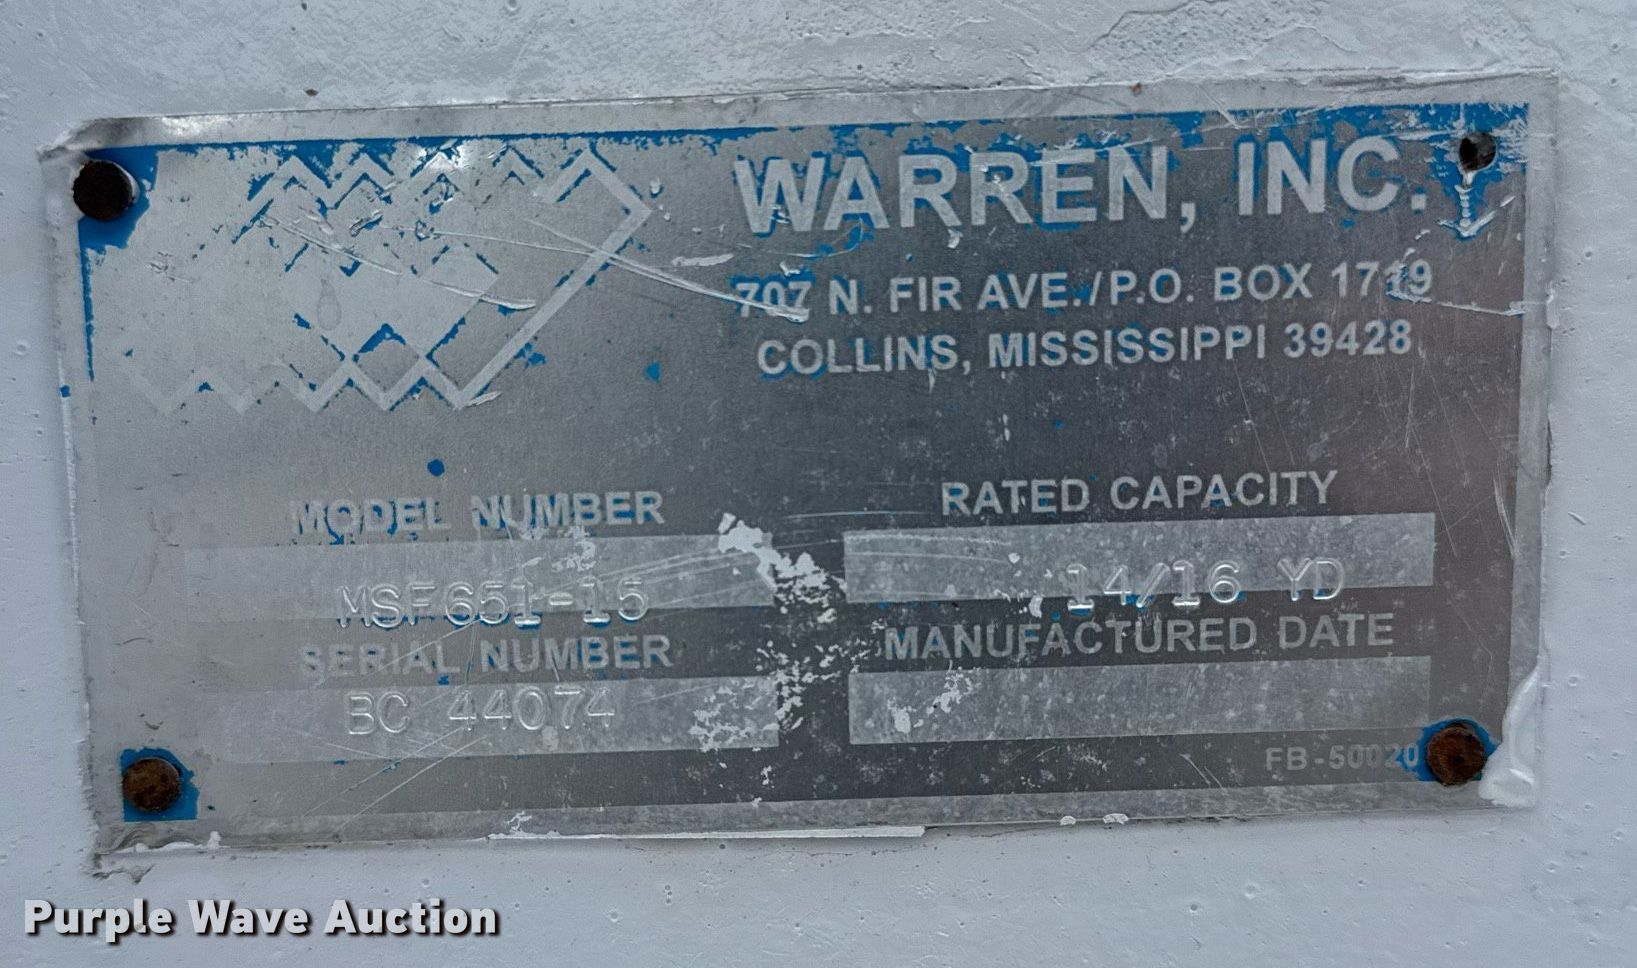 WARREN, INC.
707 N. FIR AVE./P.O. BOX 1719
COLLINS, MISSISSIPPI 39428
MODEL NUMBER
MSF651-15
SERIAL NUMBER
BC 44074
RATED CAPACITY
14/16 YD
MANUFACTURED DATE
FB-50020
Purple Wave Auction